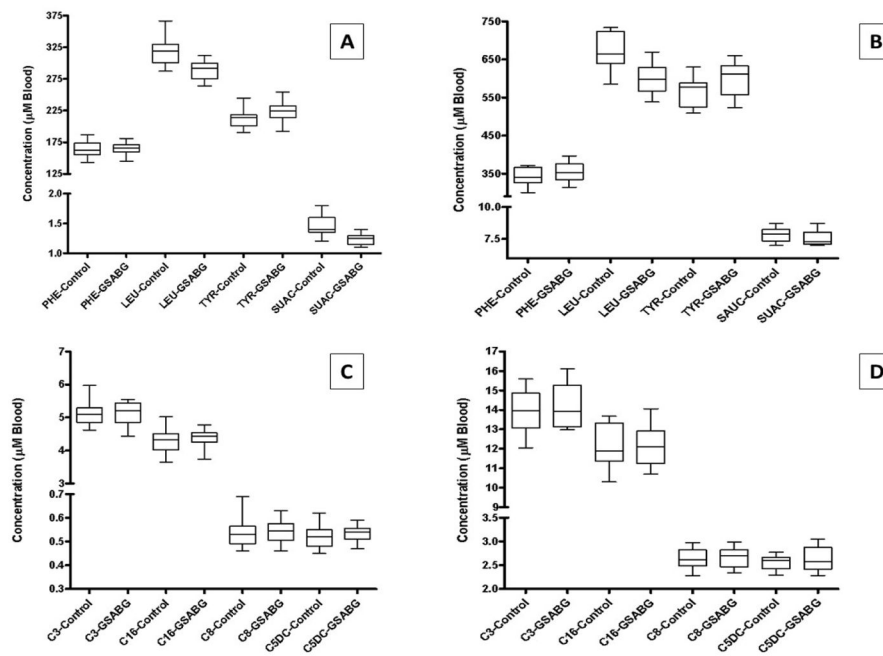 A
Concentration (µM Blood)
375
325
275
225
175
125
2.0
1.5
1.0
PHE-Control
PHE-GSABG
LEU-Control
LEU-GSABG
TYR-Control
TYR-GSABG
SUAC-Control
SUAC-GSABG
B
Concentration (µM Blood)
750
650
550
450
350
10.0
7.5
PHE-Control
PHE-GSABG
LEU-Control
LEU-GSABG
TYR-Control
TYR-GSABG
SAUC-Control
SUAC-GSABG
C
Concentration (µM Blood)
7
6
5
4
3
0.7
0.6
0.5
0.4
0.3
C3-Control
C3-GSABG
C16-Control
C16-GSABG
C8-Control
C8-GSABG
C5DC-Control
C5DC-GSABG
D
Concentration (µM Blood)
17
16
15
14
13
12
11
10
9
3.5
3.0
2.5
2.0
C3-Control
C3-GSABG
C16-Control
C16-GSABG
C8-Control
C8-GSABG
C5DC-Control
C5DC-GSABG